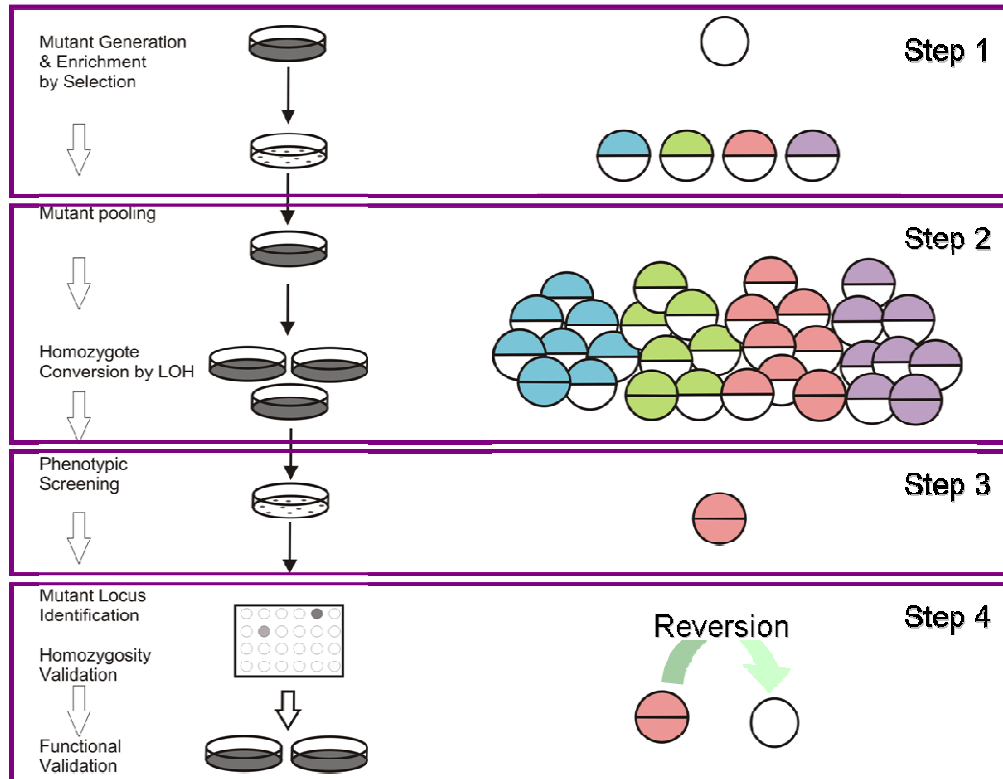 Mutant Generation
& Enrichment
by Selection
Step 1
Mutant pooling
Step 2
Homozygote
Conversion by LOH
Phenotypic
Screening
Step 3
Mutant Locus
Identification
Step 4
Reversion
Homozygosity
Validation
Functional
Validation